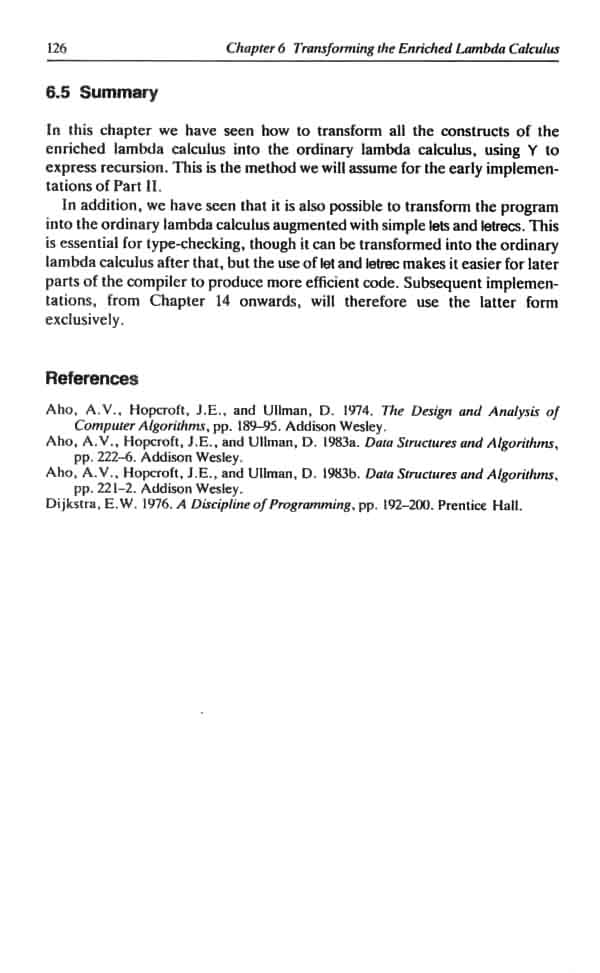 126 Chapter 6 Transforming the Enriched Lambda Calculus
6.5 Summary
In this chapter we have seen how to transform all the constructs of the
enriched lambda calculus into the ordinary lambda calculus, using Y to
express recursion. This is the method we will assume for the early implemen-
tations of Part II.
In addition, we have seen that it is also possible to transform the program
into the ordinary lambda calculus augmented with simple lets and letrecs. This
is essential for type-checking, though it can be transformed into the ordinary
lambda calculus after that, but the use of let and letrec makes it easier for later
parts of the compiler to produce more efficient code. Subsequent implemen-
tations, from Chapter 14 onwards, will therefore use the latter form
exclusively.
References
Aho, A.V., Hopcroft, J.E., and Ullman, D. 1974. The Design and Analysis of
Computer Algorithms, pp. 189–95. Addison Wesley.
Aho, A.V., Hopcroft, J.E., and Ullman, D. 1983a. Data Structures and Algorithms,
pp. 222–6. Addison Wesley.
Aho, A.V., Hopcroft, J.E., and Ullman, D. 1983b. Data Structures and Algorithms,
pp. 221–2. Addison Wesley.
Dijkstra, E.W. 1976. A Discipline of Programming, pp. 192–200. Prentice Hall.